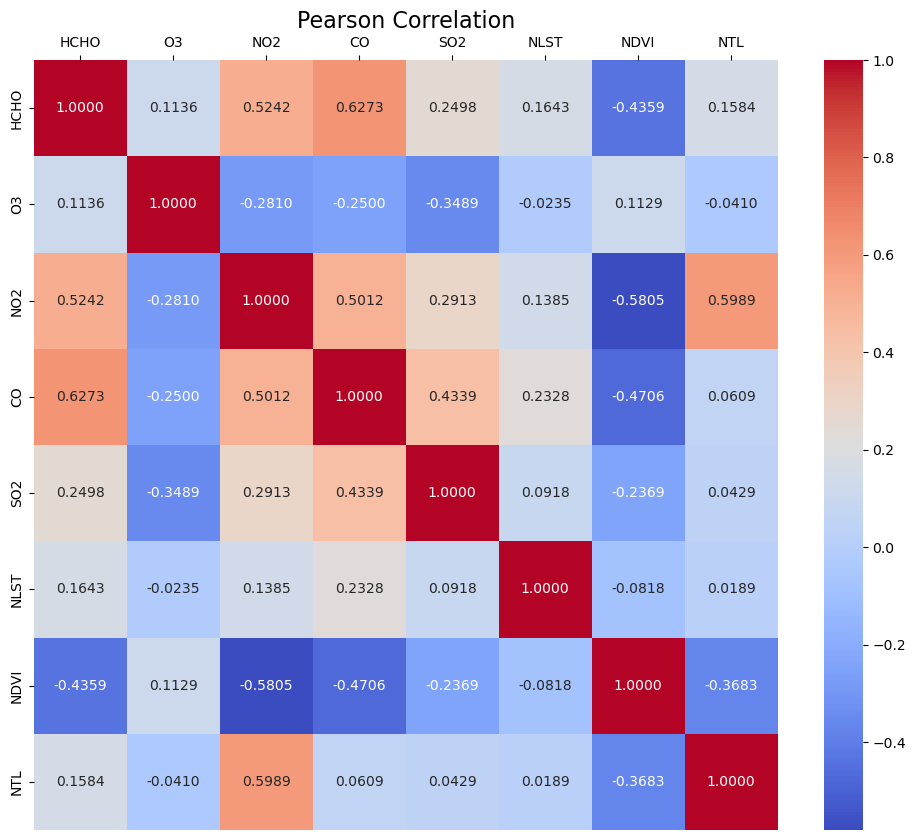 Pearson Correlation
HCHO O3 NO2 CO SO2 NLST NDVI NTL
HCHO 1.0000 0.1136 0.5242 0.6273 0.2498 0.1643 -0.4359 0.1584
O3 0.1136 1.0000 -0.2810 -0.2500 -0.3489 -0.0235 0.1129 -0.0410
NO2 0.5242 -0.2810 1.0000 0.5012 0.2913 0.1385 -0.5805 0.5989
CO 0.6273 -0.2500 0.5012 1.0000 0.4339 0.2328 -0.4706 0.0609
SO2 0.2498 -0.3489 0.2913 0.4339 1.0000 0.0918 -0.2369 0.0429
NLST 0.1643 -0.0235 0.1385 0.2328 0.0918 1.0000 -0.0818 0.0189
NDVI -0.4359 0.1129 -0.5805 -0.4706 -0.2369 -0.0818 1.0000 -0.3683
NTL 0.1584 -0.0410 0.5989 0.0609 0.0429 0.0189 -0.3683 1.0000
1.0
0.8
0.6
0.4
0.2
0.0
−0.2
−0.4